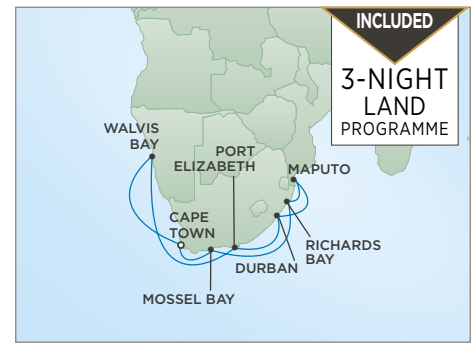 INCLUDED
3-NIGHT
LAND
PROGRAMME
WALVIS
BAY
PORT
ELIZABETH
MAPUTO
CAPE
TOWN
RICHARDS
BAY
DURBAN
MOSSEL BAY